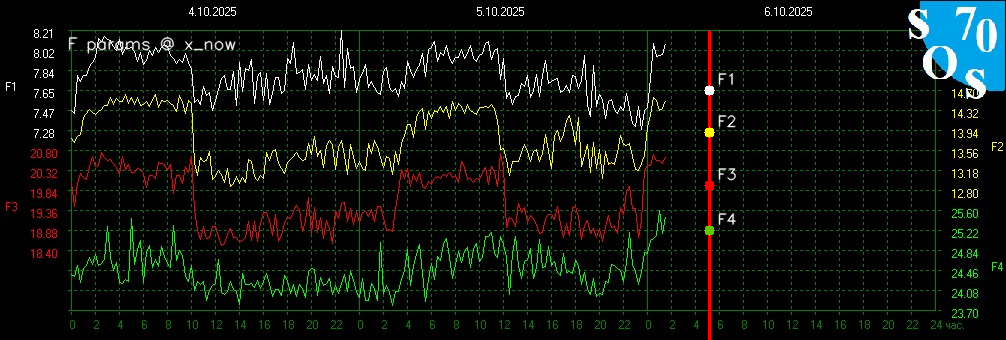 4.10.2025 5.10.2025 6.10.2025
F params @ x_now
SOS 70
8.21
8.02
7.84
7.65
7.47
7.28
F1
20.80
20.32
19.84
19.36
18.88
18.40
F3
F1
F2
F3
F4
14.70
14.32
13.94
13.56
13.18
12.80
F2
25.60
25.22
24.84
24.46
24.08
23.70
F4
0 2 4 6 8 10 12 14 16 18 20 22 0 2 4 6 8 10 12 14 16 18 20 22 0 2 4 6 8 10 12 14 16 18 20 22 24 час.